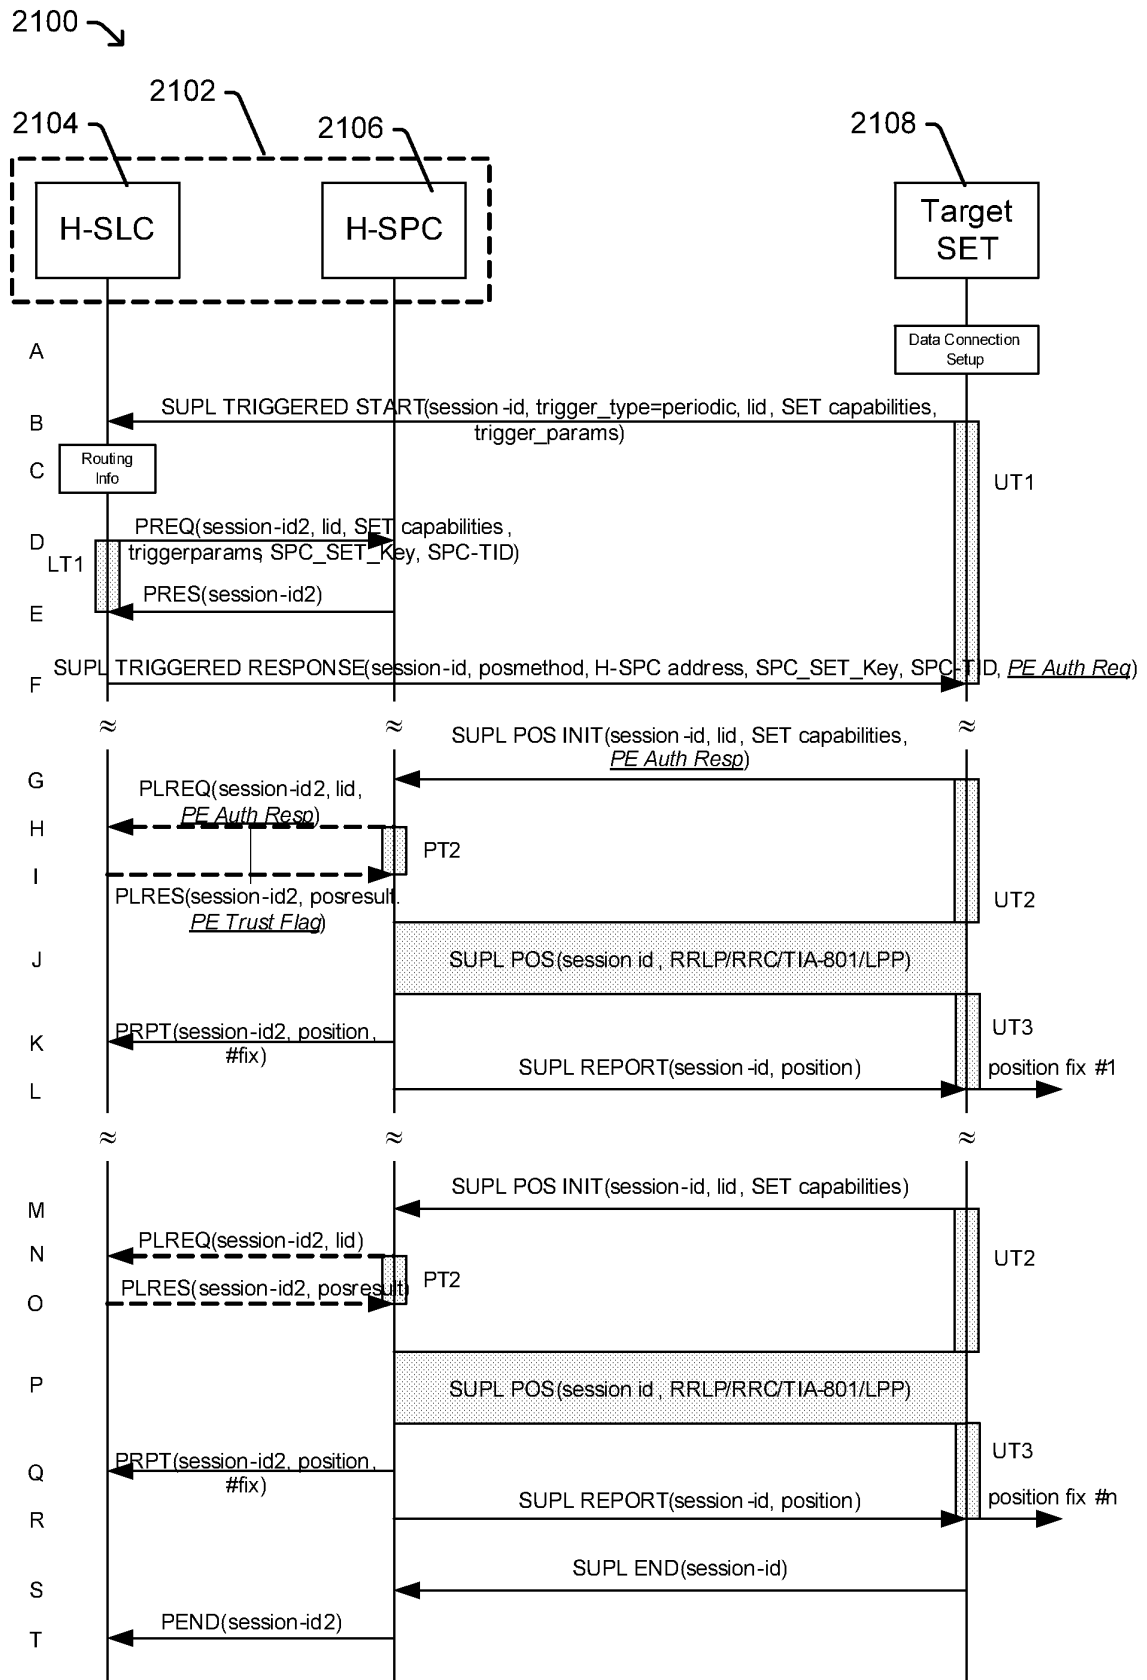 2100
2102
2104
2106
2108
H-SLC
H-SPC
Target
SET
A
Data Connection
Setup
SUPL TRIGGERED START(session-id, trigger_type=periodic, lid, SET capabilities,
B
trigger_params)
Routing
Info
C
UT1
PREQ(session-id2, lid, SET capabilities,
D
triggerparams, SPC_SET_Key, SPC-TID)
LT1
PRES(session-id2)
E
SUPL TRIGGERED RESPONSE(session-id, posmethod, H-SPC address, SPC_SET_Key, SPC-TID, PE Auth Req)
F
≈ ≈ ≈
SUPL POS INIT(session-id, lid, SET capabilities,
PE Auth Resp)
G
PLREQ(session-id2, lid,
PE Auth Resp)
H
PT2
I
PLRES(session-id2, posresult.
PE Trust Flag)
UT2
J
SUPL POS(session id, RRLP/RRC/TIA-801/LPP)
PRPT(session-id2, position,
UT3
K
#fix)
SUPL REPORT(session-id, position)
position fix #1
L
≈ ≈ ≈
SUPL POS INIT(session-id, lid, SET capabilities)
M
PLREQ(session-id2, lid)
N
UT2
PLRES(session-id2, posresult)
PT2
O
P
SUPL POS(session id, RRLP/RRC/TIA-801/LPP)
PRPT(session-id2, position,
UT3
Q
#fix)
SUPL REPORT(session-id, position)
position fix #n
R
SUPL END(session-id)
S
PEND(session-id2)
T